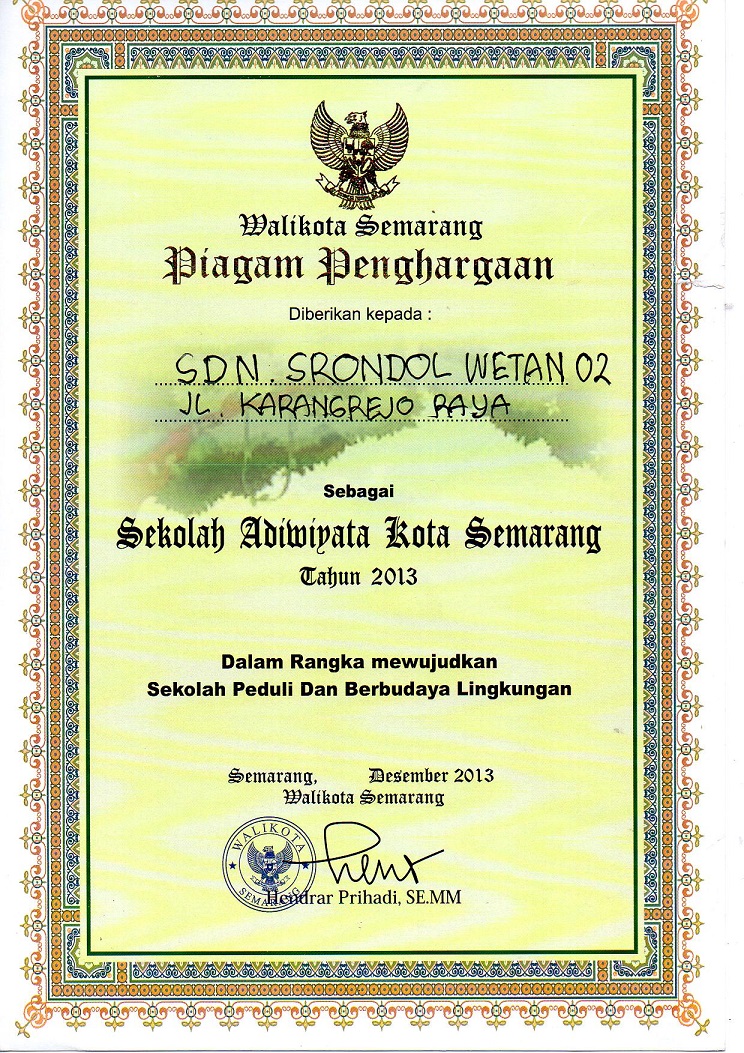 Walikota Semarang
Piagam Penghargaan
Diberikan kepada :
SDN. SRONDOL WETAN 02
JL. KARANGREJO RAYA
Sebagai
Sekolah Adiwiyata Kota Semarang
Tahun 2013
Dalam Rangka mewujudkan
Sekolah Peduli Dan Berbudaya Lingkungan
Semarang, Desember 2013
Walikota Semarang
WALIKOTA
SEMARANG
Hendrar Prihadi, SE.MM